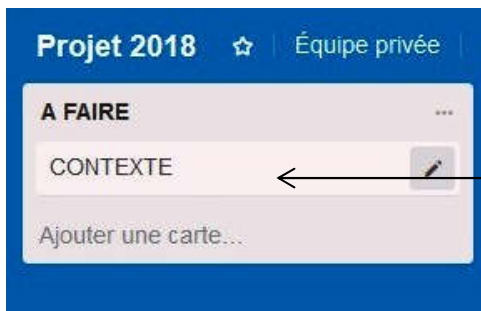 Projet 2018 Équipe privée
A FAIRE ...
CONTEXTE
Ajouter une carte...